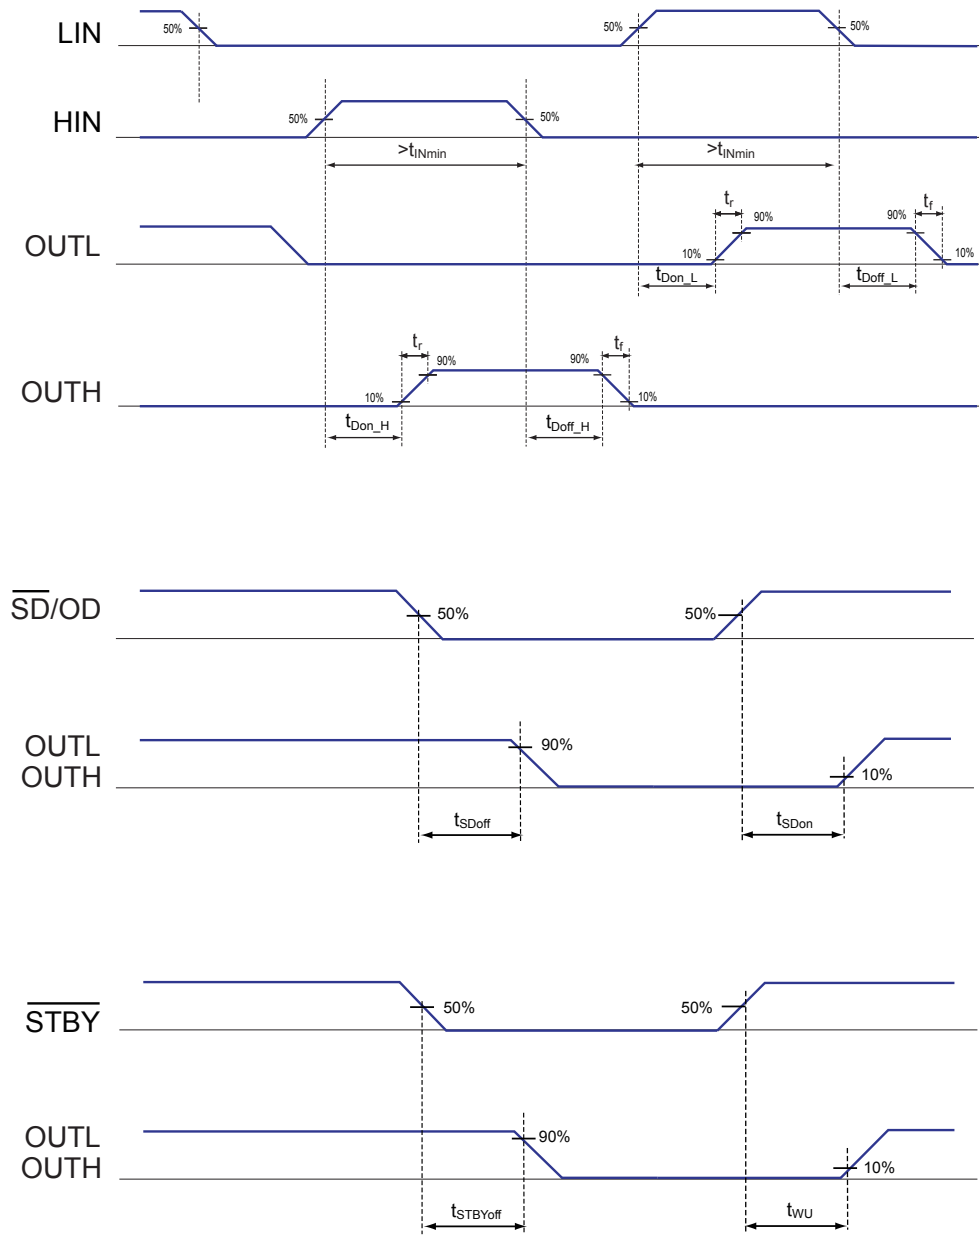 LIN
50%
50%
50%
HIN
50%
50%
>tINmin
>tINmin
OUTL
tr
tf
90%
90%
10%
10%
tDon_L
tDoff_L
OUTH
tr
tf
90%
90%
10%
10%
tDon_H
tDoff_H
SD/OD
50%
50%
OUTL
OUTH
90%
10%
tSDoff
tSDon
STBY
50%
50%
OUTL
OUTH
90%
10%
tSTBYoff
tWU